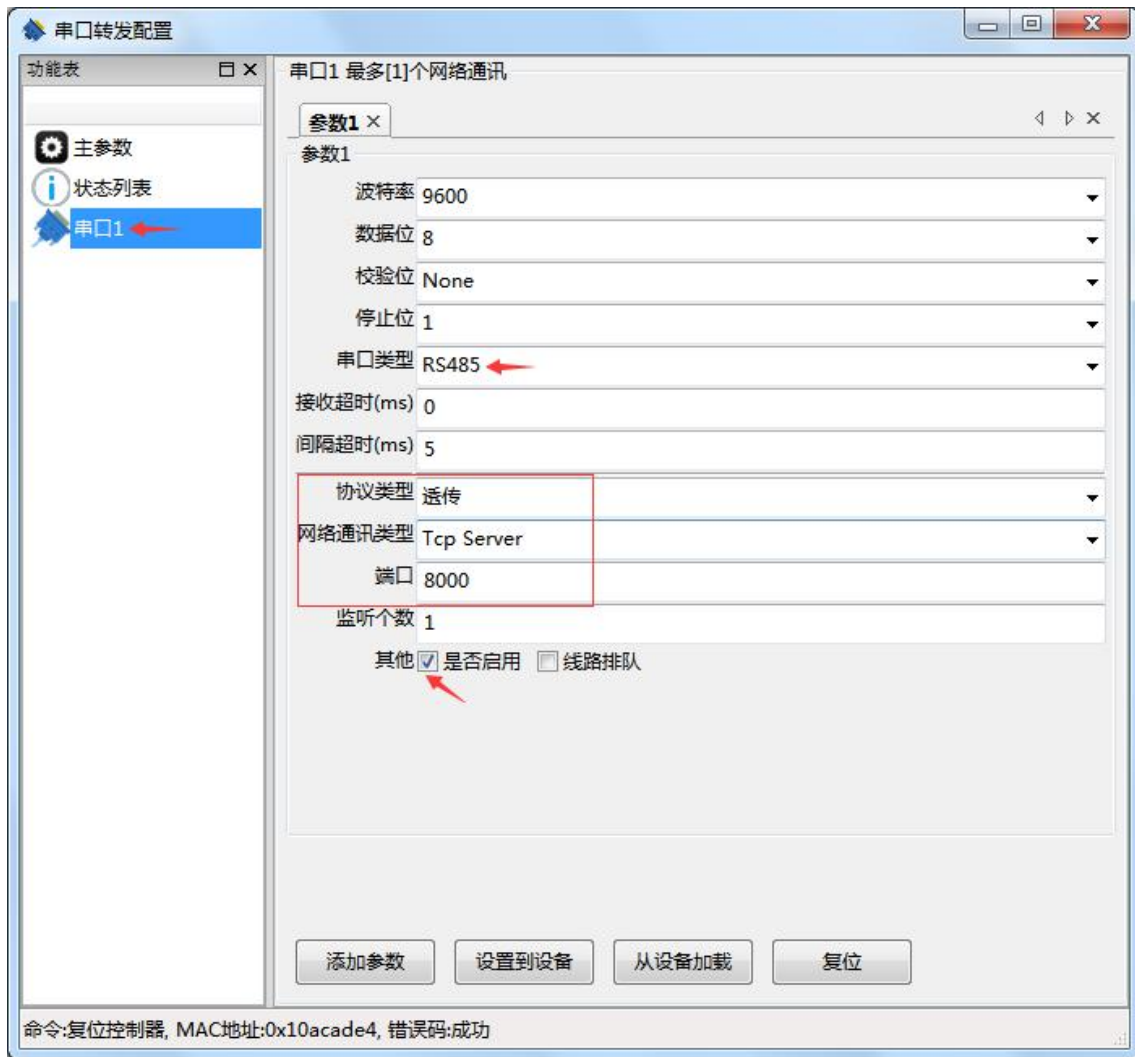 串口转发配置
功能表
串口1 最多[1]个网络通讯
主参数
状态列表
串口1
参数1
参数1
波特率 9600
数据位 8
校验位 None
停止位 1
串口类型 RS485
接收超时(ms) 0
间隔超时(ms) 5
协议类型 透传
网络通讯类型 Tcp Server
端口 8000
监听个数 1
其他 是否启用 线路排队
添加参数 设置到设备 从设备加载 复位
命令:复位控制器, MAC地址:0x10acade4, 错误码:成功